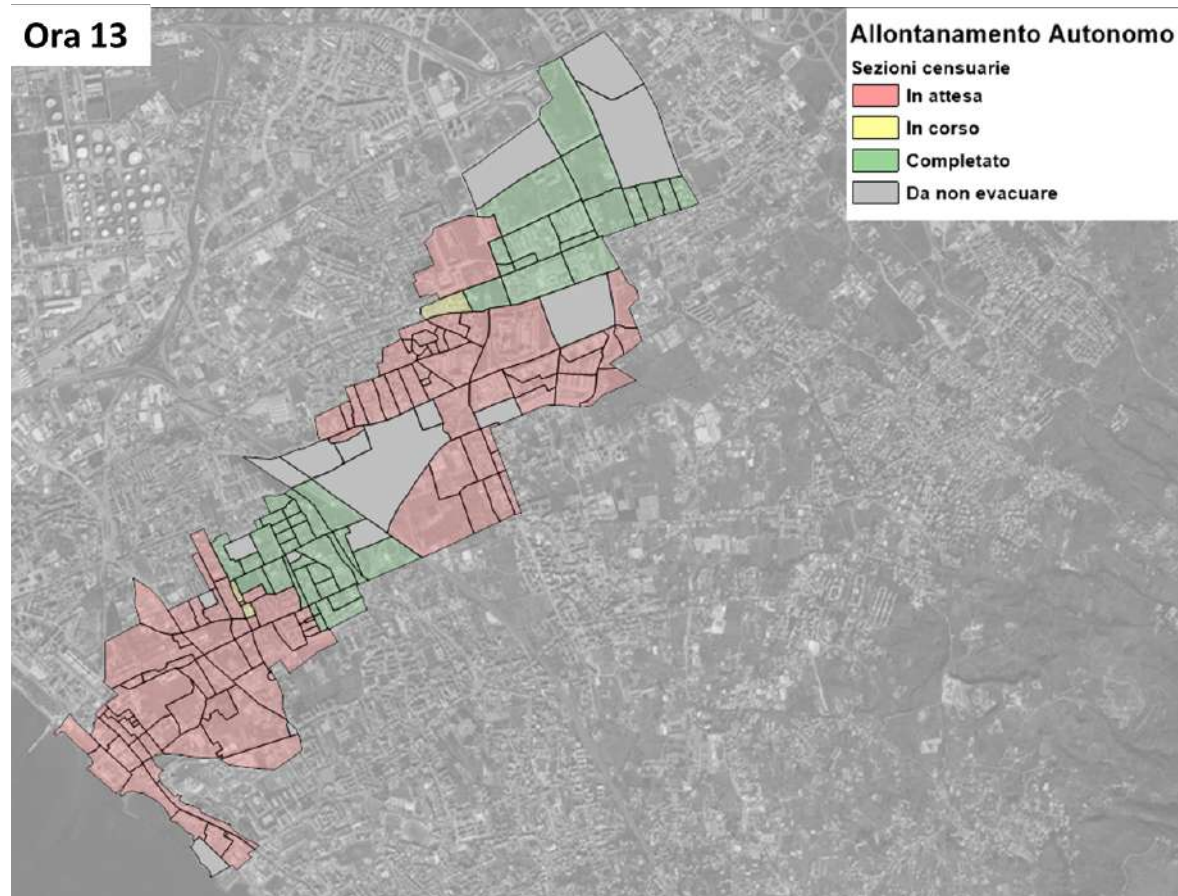 Ora 13
Allontanamento Autonomo
Sezioni censuarie
In attesa
In corso
Completato
Da non evacuare